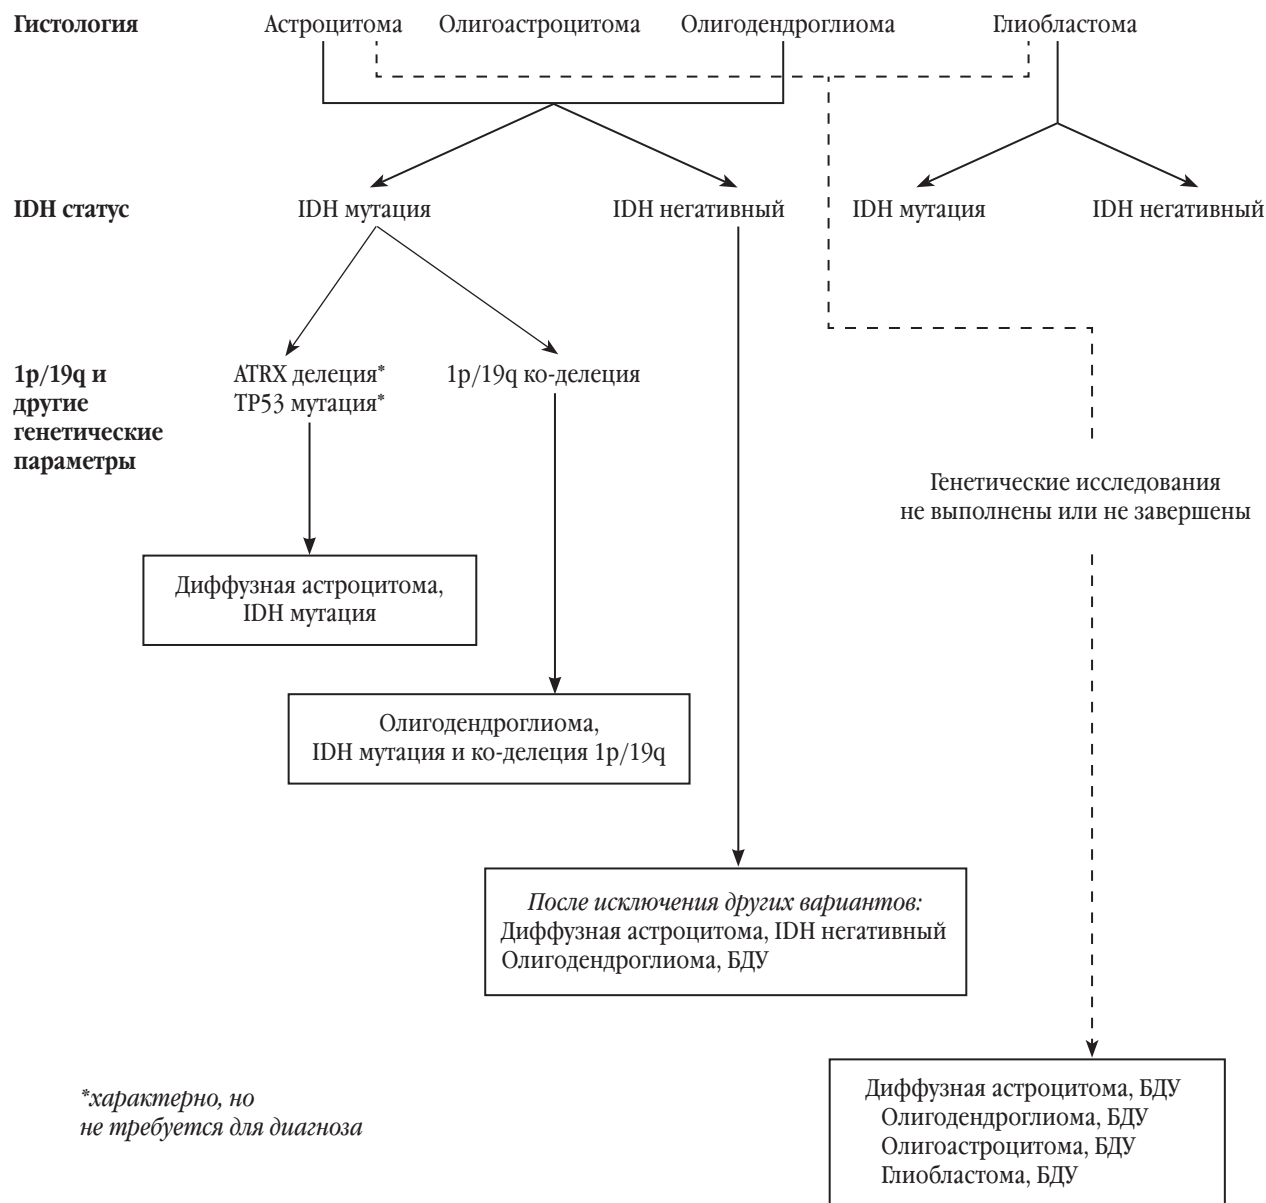 Гистология
Астроцитома
Олигоастроцитома
Олигодендроглиома
Глиобластома
IDH статус
IDH мутация
IDH негативный
IDH мутация
IDH негативный
1p/19q и
другие
генетические
параметры
ATRX делеция*
TP53 мутация*
1p/19q ко-делеция
Генетические исследования
не выполнены или не завершены
Диффузная астроцитома,
IDH мутация
Олигодендроглиома,
IDH мутация и ко-делеция 1p/19q
После исключения других вариантов:
Диффузная астроцитома, IDH негативный
Олигодендроглиома, БДУ
*характерно, но
не требуется для диагноза
Диффузная астроцитома, БДУ
Олигодендроглиома, БДУ
Олигоастроцитома, БДУ
Глиобластома, БДУ